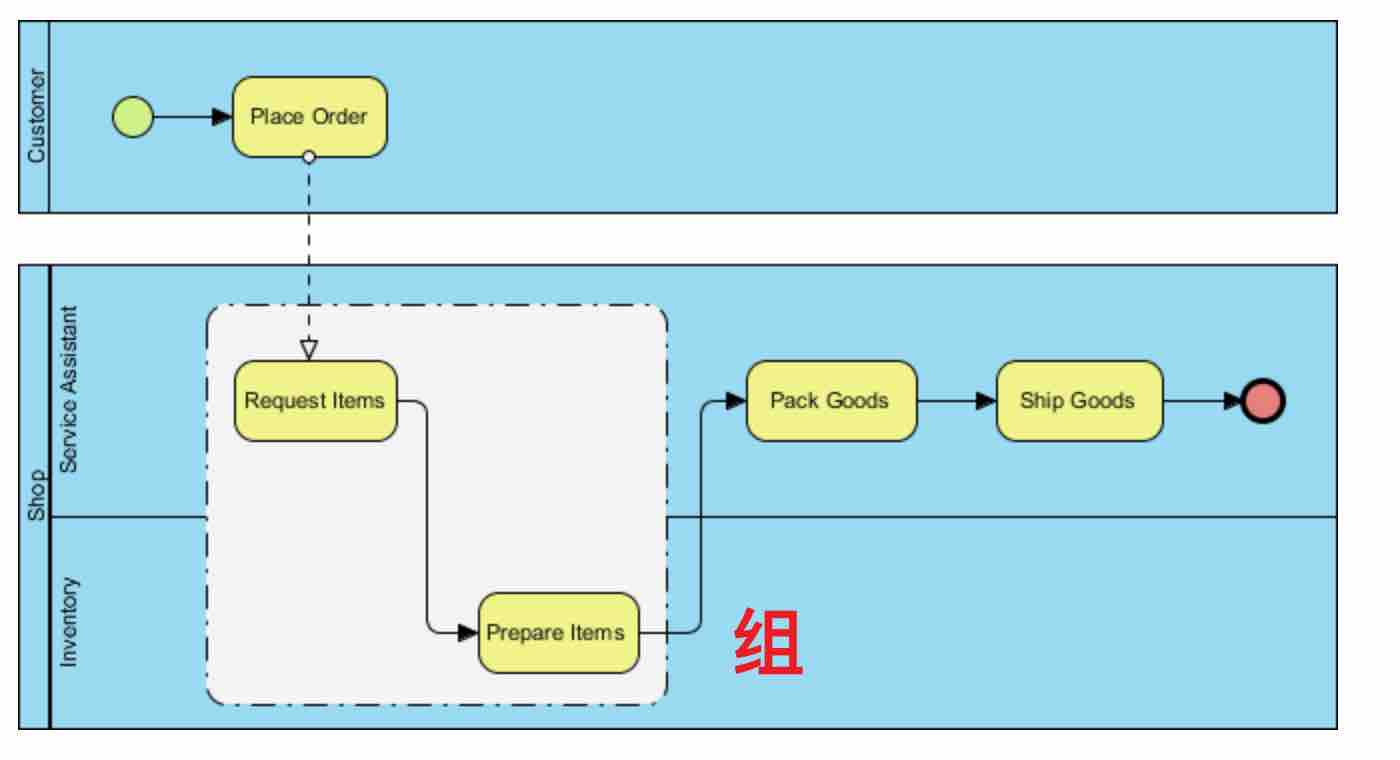 Customer
Place Order
Shop
Service Assistant
Request Items
Pack Goods
Ship Goods
Inventory
Prepare Items
组